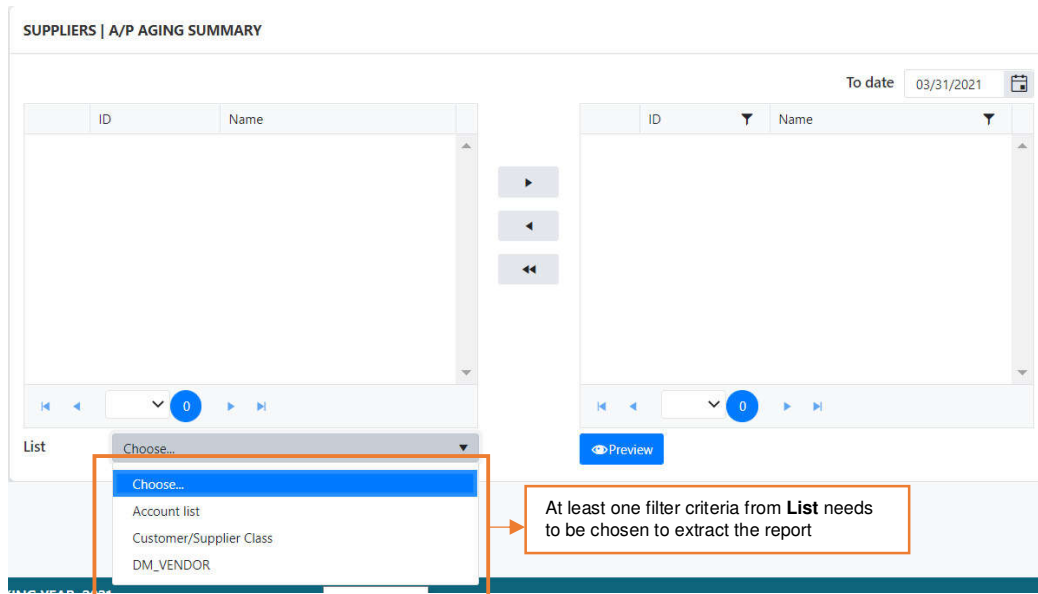 SUPPLIERS | A/P AGING SUMMARY
To date 03/31/2021
ID Name
ID Name
0
0
List Choose...
Preview
Choose...
Account list
Customer/Supplier Class
DM_VENDOR
At least one filter criteria from List needs
to be chosen to extract the report
YEAR 2021